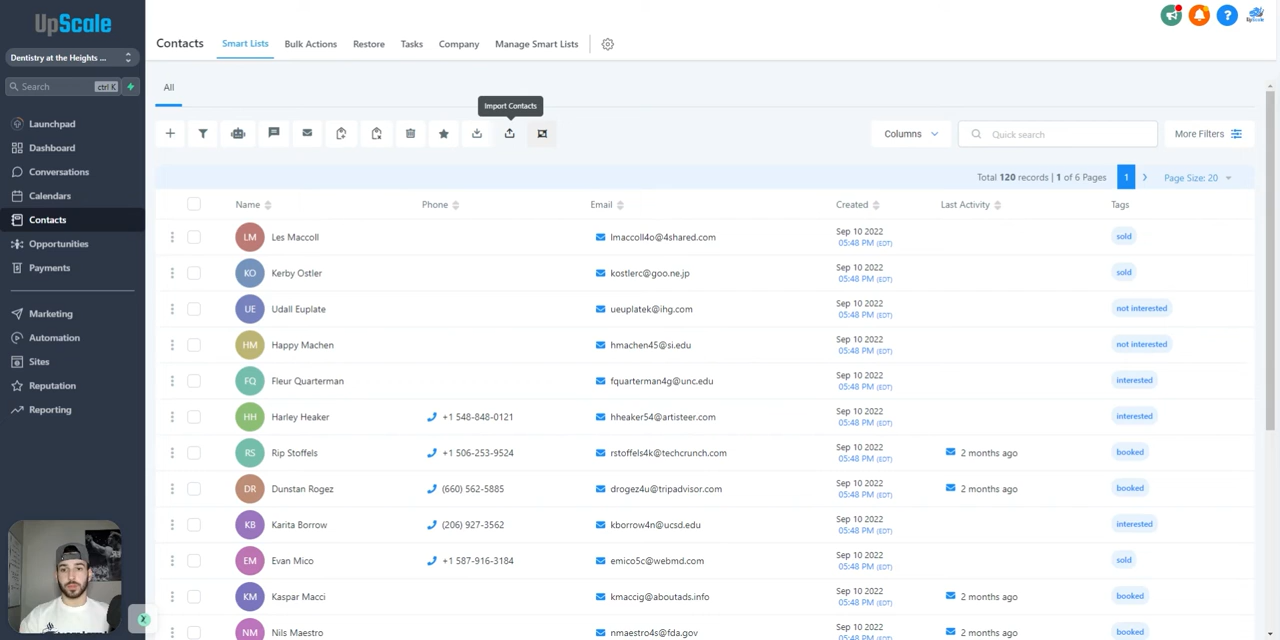 UpScale
Dentistry at the Heights ...
Search ctrl K
Launchpad
Dashboard
Conversations
Calendars
Contacts
Opportunities
Payments
Marketing
Automation
Sites
Reputation
Reporting
Contacts Smart Lists Bulk Actions Restore Tasks Company Manage Smart Lists
All
Import Contacts
Columns Quick search More Filters
Total 120 records | 1 of 6 Pages 1 Page Size: 20
Name Phone Email Created Last Activity Tags
LM Les Maccoll lmaccoll4o@4shared.com Sep 10 2022 sold
05:48 PM (EDT)
KO Kerby Ostler kostlerc@goo.ne.jp Sep 10 2022 sold
05:48 PM (EDT)
UE Udall Euplate ueuplatek@ihg.com Sep 10 2022 not interested
05:48 PM (EDT)
HM Happy Machen hmachen45@si.edu Sep 10 2022 not interested
05:48 PM (EDT)
FQ Fleur Quarterman fquarterman4g@unc.edu Sep 10 2022 interested
05:48 PM (EDT)
HH Harley Heaker +1 548-848-0121 hheaker54@artisteer.com Sep 10 2022 interested
05:48 PM (EDT)
RS Rip Stoffels +1 506-253-9524 rstoffels4k@techcrunch.com Sep 10 2022 2 months ago booked
05:48 PM (EDT)
DR Dunstan Rogez (660) 562-5885 drogez4u@tripadvisor.com Sep 10 2022 2 months ago booked
05:48 PM (EDT)
KB Karita Borrow (206) 927-3562 kborrow4n@ucsd.edu Sep 10 2022 interested
05:48 PM (EDT)
EM Evan Mico +1 587-916-3184 emico5c@webmd.com Sep 10 2022 sold
05:48 PM (EDT)
KM Kaspar Macci kmaccig@aboutads.info Sep 10 2022 2 months ago booked
05:48 PM (EDT)
NM Nils Maestro nmaestro4s@fda.gov Sep 10 2022 2 months ago booked
05:48 PM (EDT)